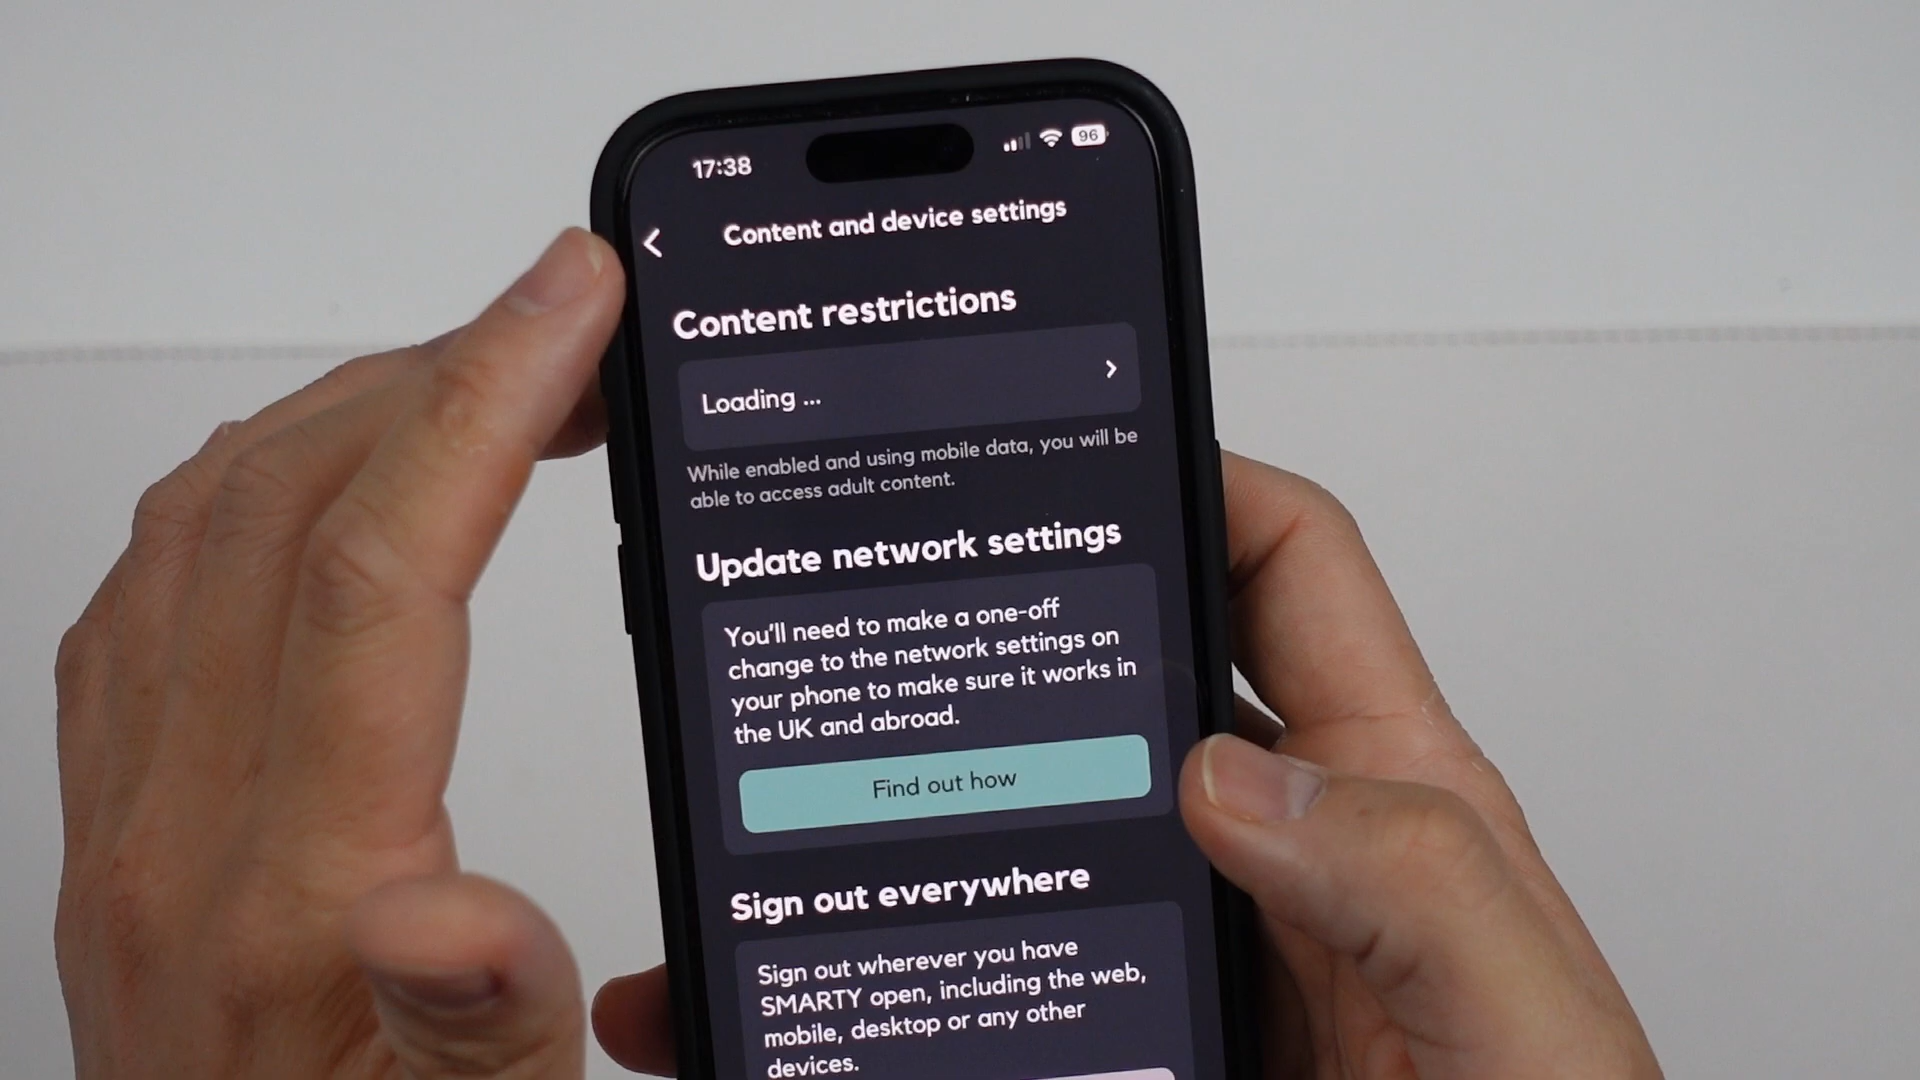 17:38
96
Content and device settings
Content restrictions
Loading ...
While enabled and using mobile data, you will be
able to access adult content.
Update network settings
You'll need to make a one-off
change to the network settings on
your phone to make sure it works in
the UK and abroad.
Find out how
Sign out everywhere
Sign out wherever you have
SMARTY open, including the web,
mobile, desktop or any other
devices.